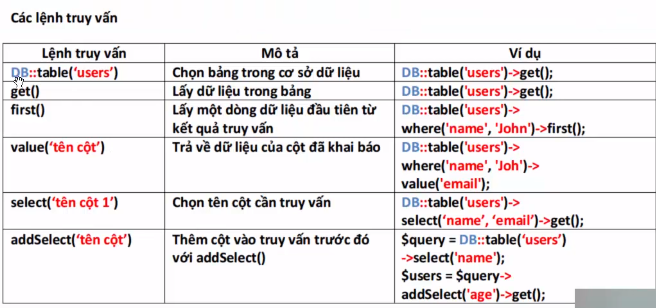 Các lệnh truy vấn
Lệnh truy vấn Mô tả Ví dụ
DB::table(‘users’) Chọn bảng trong cơ sở dữ liệu DB::table('users')->get();
get() Lấy dữ liệu trong bảng DB::table('users')->get();
first() Lấy một dòng dữ liệu đầu tiên từ DB::table('users')->
kết quả truy vấn where('name', 'John')->first();
value(‘tên cột’) Trả về dữ liệu của cột đã khai báo DB::table('users')->
where('name', 'Joh')->
value('email');
select(‘tên cột 1’) Chọn tên cột cần truy vấn DB::table('users')->
select(‘name’, ‘email’)->get();
addSelect(‘tên cột’) Thêm cột vào truy vấn trước đó $query = DB::table(‘users’)
với addSelect() ->select('name');
$users = $query->
addSelect('age')->get();